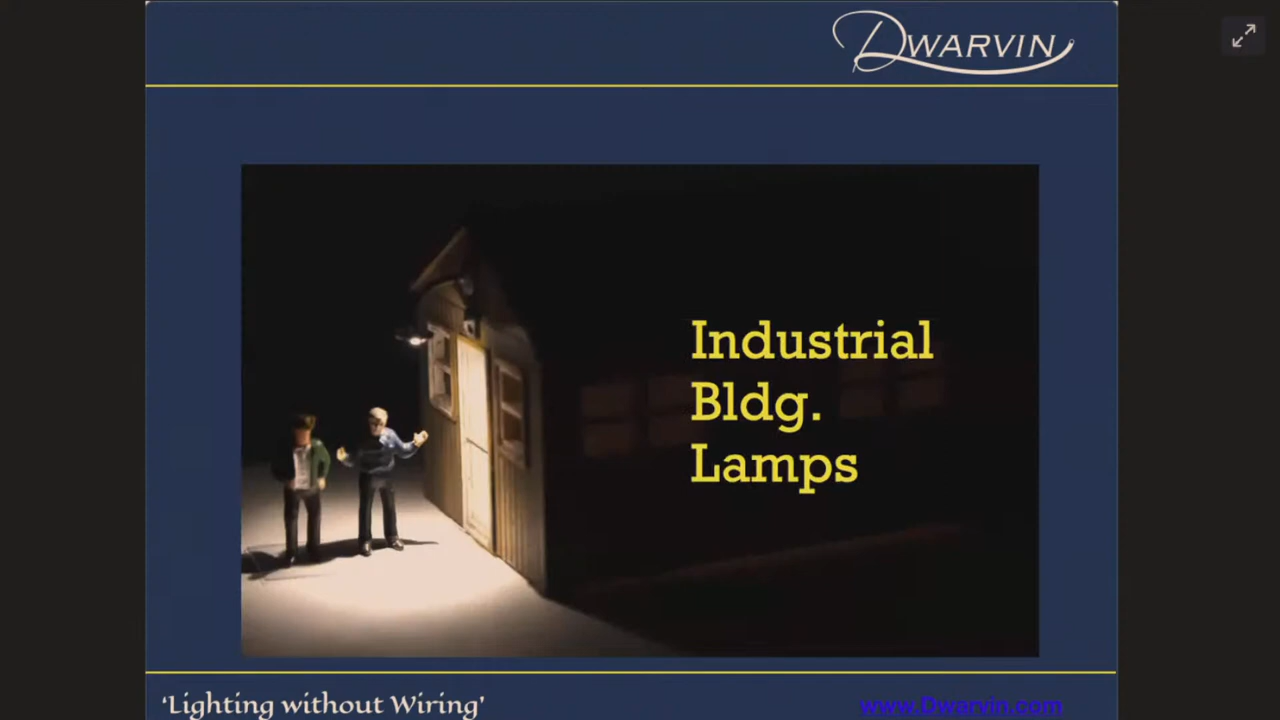 DWARVIN
Industrial
Bldg.
Lamps
‘Lighting without Wiring’
www.Dwarvin.com